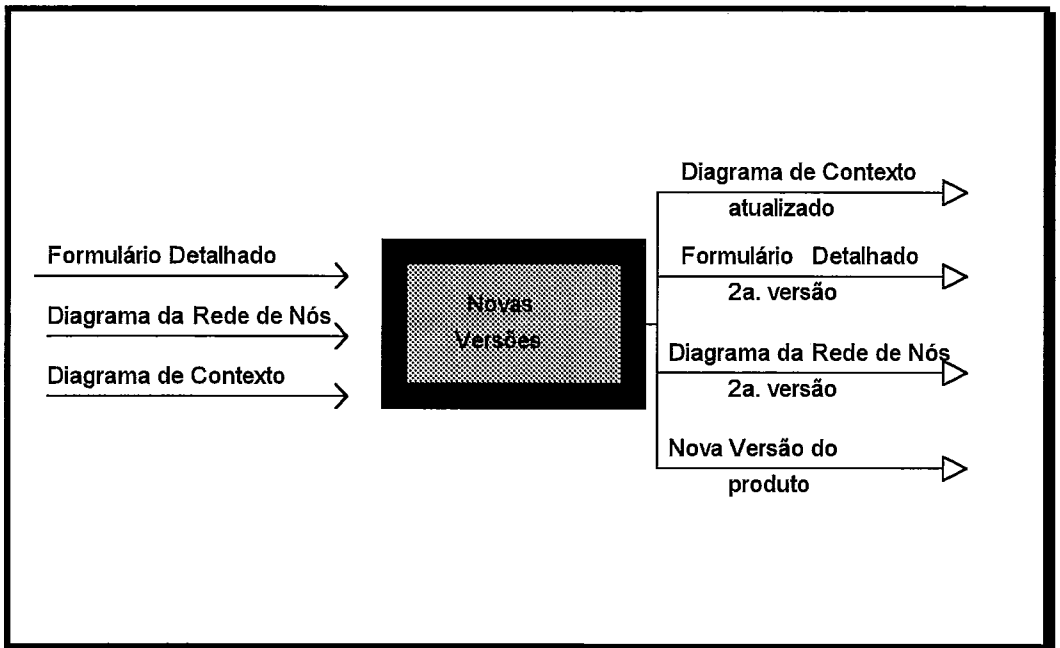 Formulário Detalhado
Diagrama da Rede de Nós
Diagrama de Contexto
Novas
Versões
Diagrama de Contexto
atualizado
Formulário Detalhado
2a. versão
Diagrama da Rede de Nós
2a. versão
Nova Versão do
produto